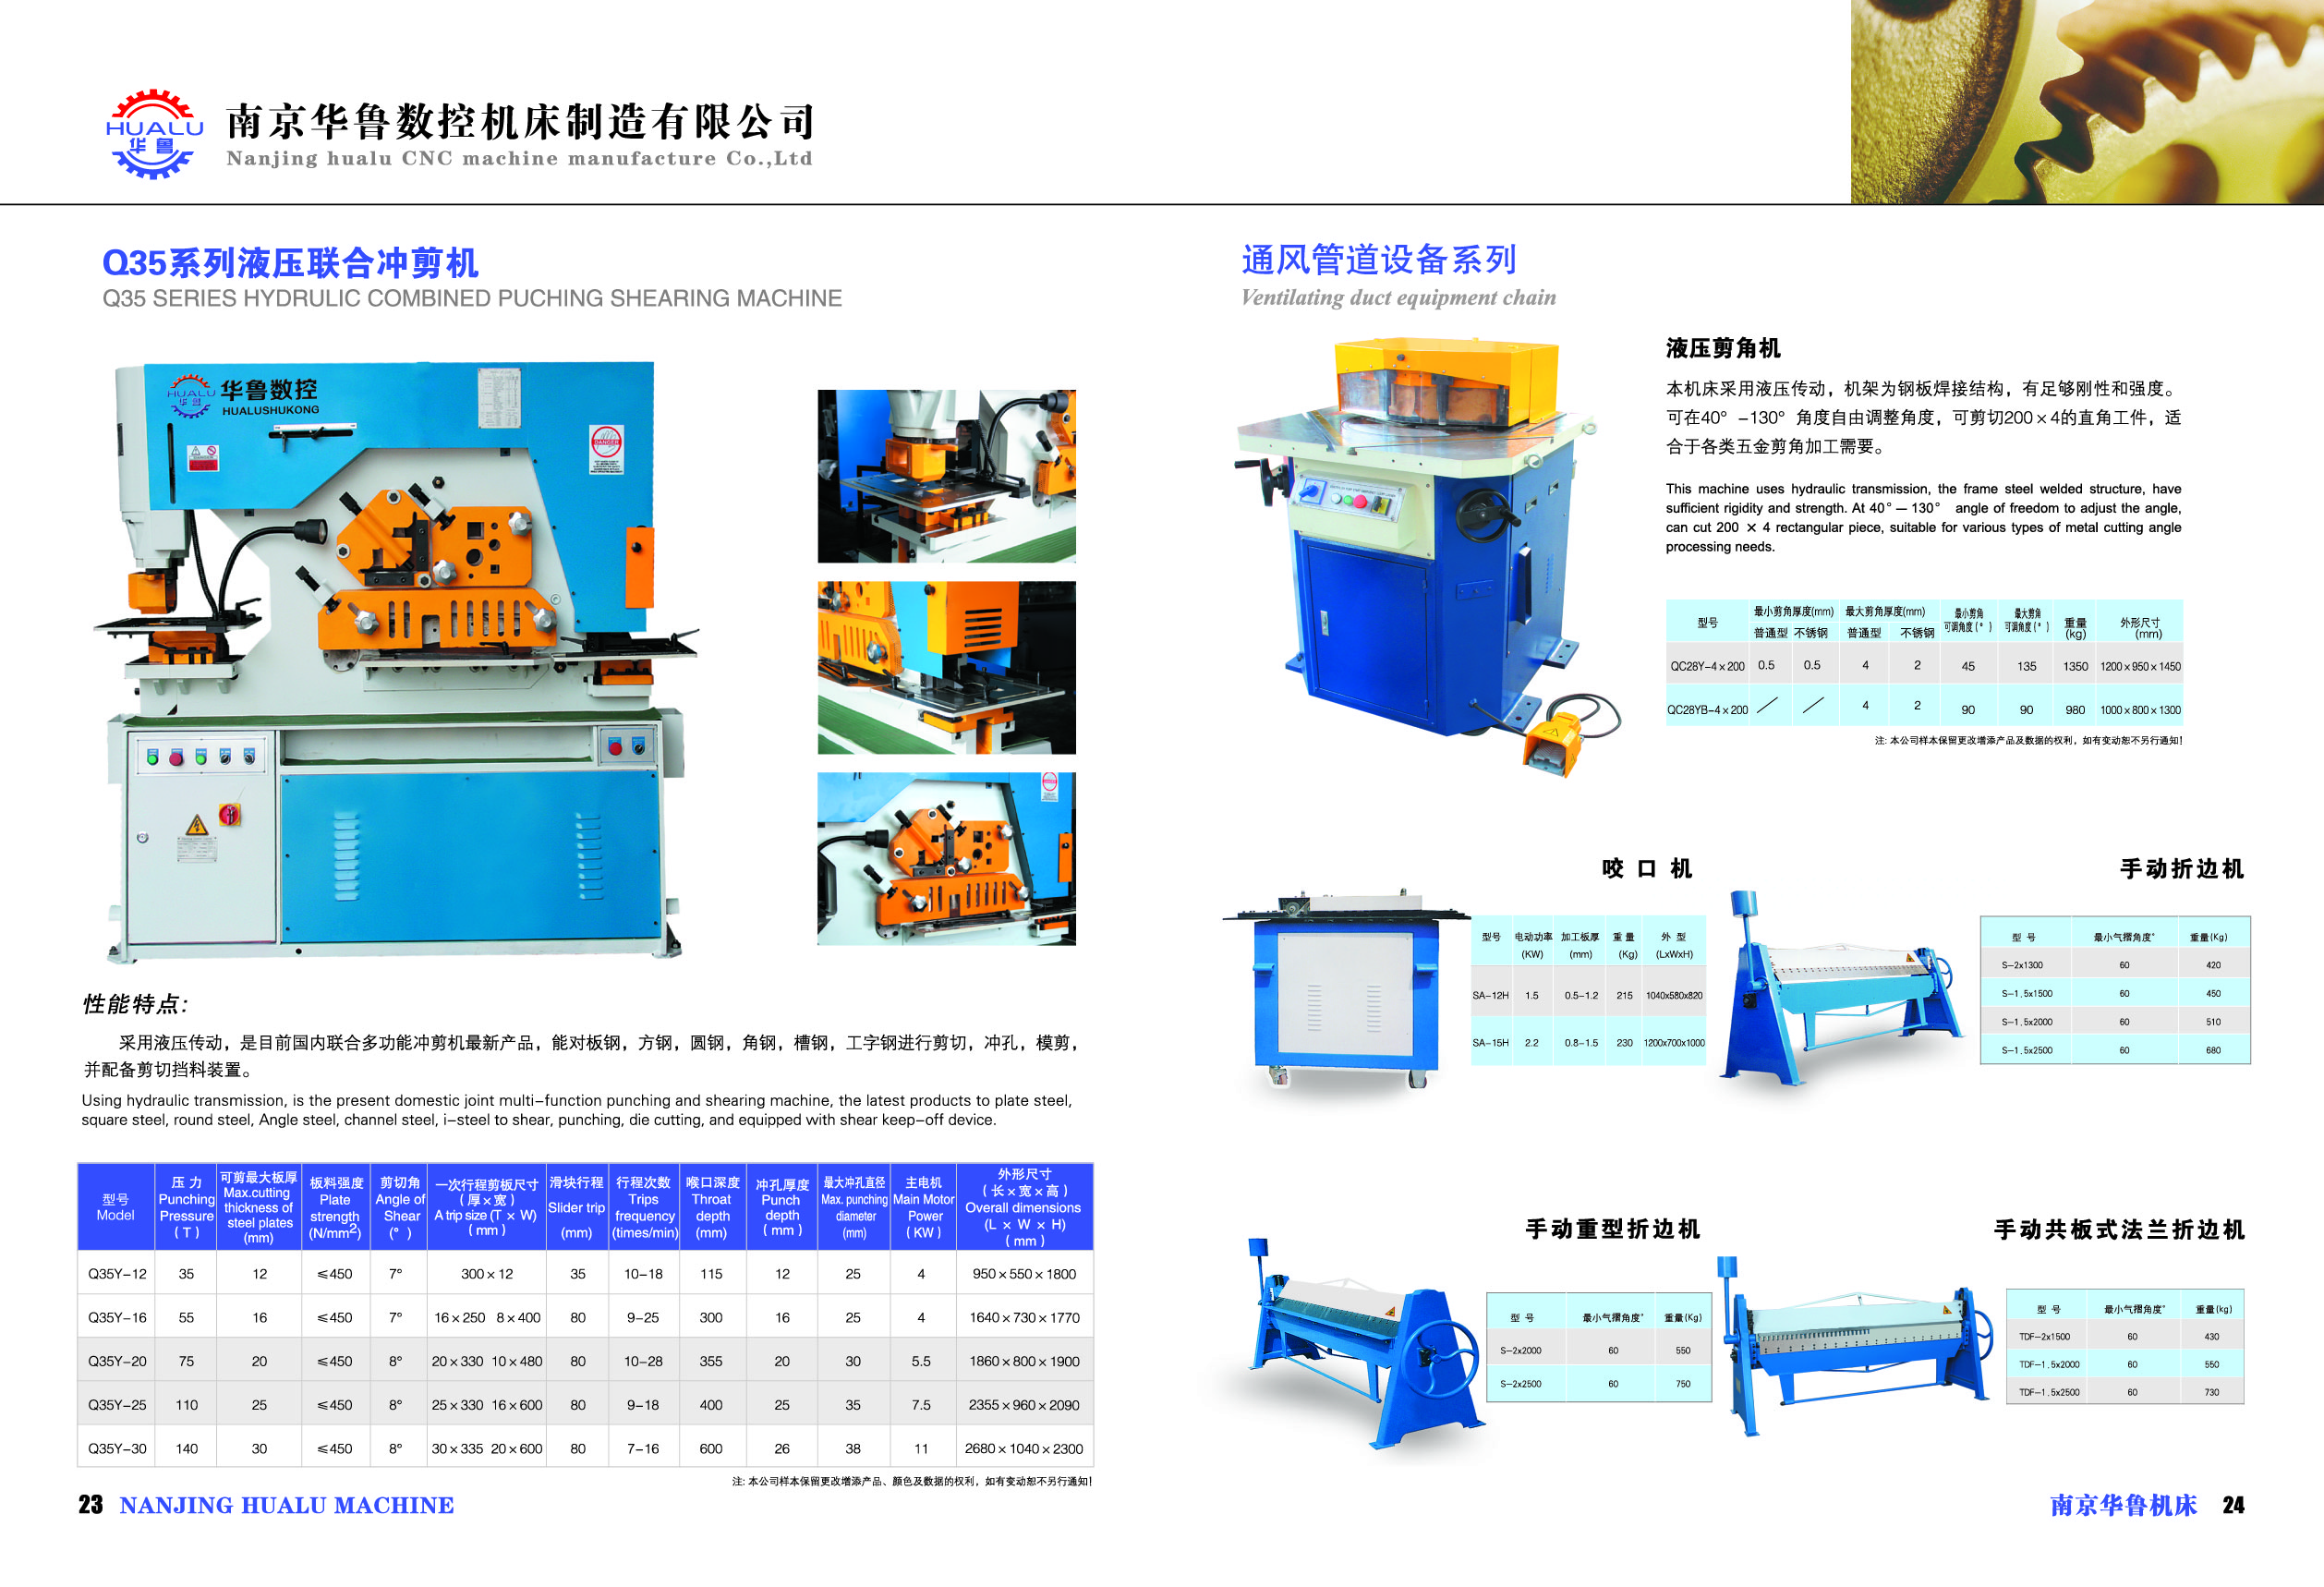 HUALU
华鲁
南京华鲁数控机床制造有限公司
Nanjing hualu CNC machine manufacture Co.,Ltd
Q35系列液压联合冲剪机
Q35 SERIES HYDRULIC COMBINED PUCHING SHEARING MACHINE
HUALU
华鲁
华鲁数控
HUALUSHUKONG
DANGER
性能特点:
采用液压传动，是目前国内联合多功能冲剪机最新产品，能对板钢，方钢，圆钢，角钢，槽钢，工字钢进行剪切，冲孔，模剪，
并配备剪切挡料装置。
Using hydraulic transmission, is the present domestic joint multi-function punching and shearing machine, the latest products to plate steel,
square steel, round steel, Angle steel, channel steel, i-steel to shear, punching, die cutting, and equipped with shear keep-off device.
型号 Model 压力 Punching Pressure (T) 可剪最大板厚 Max.cutting thickness of steel plates (mm) 板料强度 Plate strength (N/mm2) 剪切角 Angle of Shear (°) 一次行程剪板尺寸 (厚×宽) A trip size (T × W) (mm) 滑块行程 Slider trip (mm) 行程次数 Trips frequency (times/min) 喉口深度 Throat depth (mm) 冲孔厚度 Punch depth (mm) 最大冲孔直径 Max. punching diameter (mm) 主电机 Main Motor Power (KW) 外形尺寸 (长×宽×高) Overall dimensions (L × W × H) (mm)
Q35Y-12 35 12 ≤450 7° 300×12 35 10-18 115 12 25 4 950×550×1800
Q35Y-16 55 16 ≤450 7° 16×250 8×400 80 9-25 300 16 25 4 1640×730×1770
Q35Y-20 75 20 ≤450 8° 20×330 10×480 80 10-28 355 20 30 5.5 1860×800×1900
Q35Y-25 110 25 ≤450 8° 25×330 16×600 80 9-18 400 25 35 7.5 2355×960×2090
Q35Y-30 140 30 ≤450 8° 30×335 20×600 80 7-16 600 26 38 11 2680×1040×2300
注: 本公司样本保留更改增添产品、颜色及数据的权利，如有变动恕不另行通知!
23 NANJING HUALU MACHINE
通风管道设备系列
Ventilating duct equipment chain
液压剪角机
本机床采用液压传动，机架为钢板焊接结构，有足够刚性和强度。
可在40° -130° 角度自由调整角度，可剪切200×4的直角工件，适
合于各类五金剪角加工需要。
This machine uses hydraulic transmission, the frame steel welded structure, have
sufficient rigidity and strength. At 40° — 130° angle of freedom to adjust the angle,
can cut 200 × 4 rectangular piece, suitable for various types of metal cutting angle
processing needs.
型号 最小剪角厚度(mm) 最大剪角厚度(mm) 最小剪角可调角度(°) 最大剪角可调角度(°) 重量(kg) 外形尺寸(mm)
普通型 不锈钢 普通型 不锈钢
QC28Y-4×200 0.5 0.5 4 2 45 135 1350 1200×950×1450
QC28YB-4×200 ／ ／ 4 2 90 90 980 1000×800×1300
注: 本公司样本保留更改增添产品及数据的权利，如有变动恕不另行通知!
咬口机
型号 电动功率(KW) 加工板厚(mm) 重量(Kg) 外型(LxWxH)
SA-12H 1.5 0.5-1.2 215 1040x580x820
SA-15H 2.2 0.8-1.5 230 1200x700x1000
手动折边机
型号 最小气摺角度° 重量(Kg)
S-2x1300 60 420
S-1.5x1500 60 450
S-1.5x2000 60 510
S-1.5x2500 60 680
手动重型折边机
型号 最小气摺角度° 重量(Kg)
S-2x2000 60 550
S-2x2500 60 750
手动共板式法兰折边机
型号 最小气摺角度° 重量(kg)
TDF-2x1500 60 430
TDF-1.5x2000 60 550
TDF-1.5x2500 60 730
南京华鲁机床 24